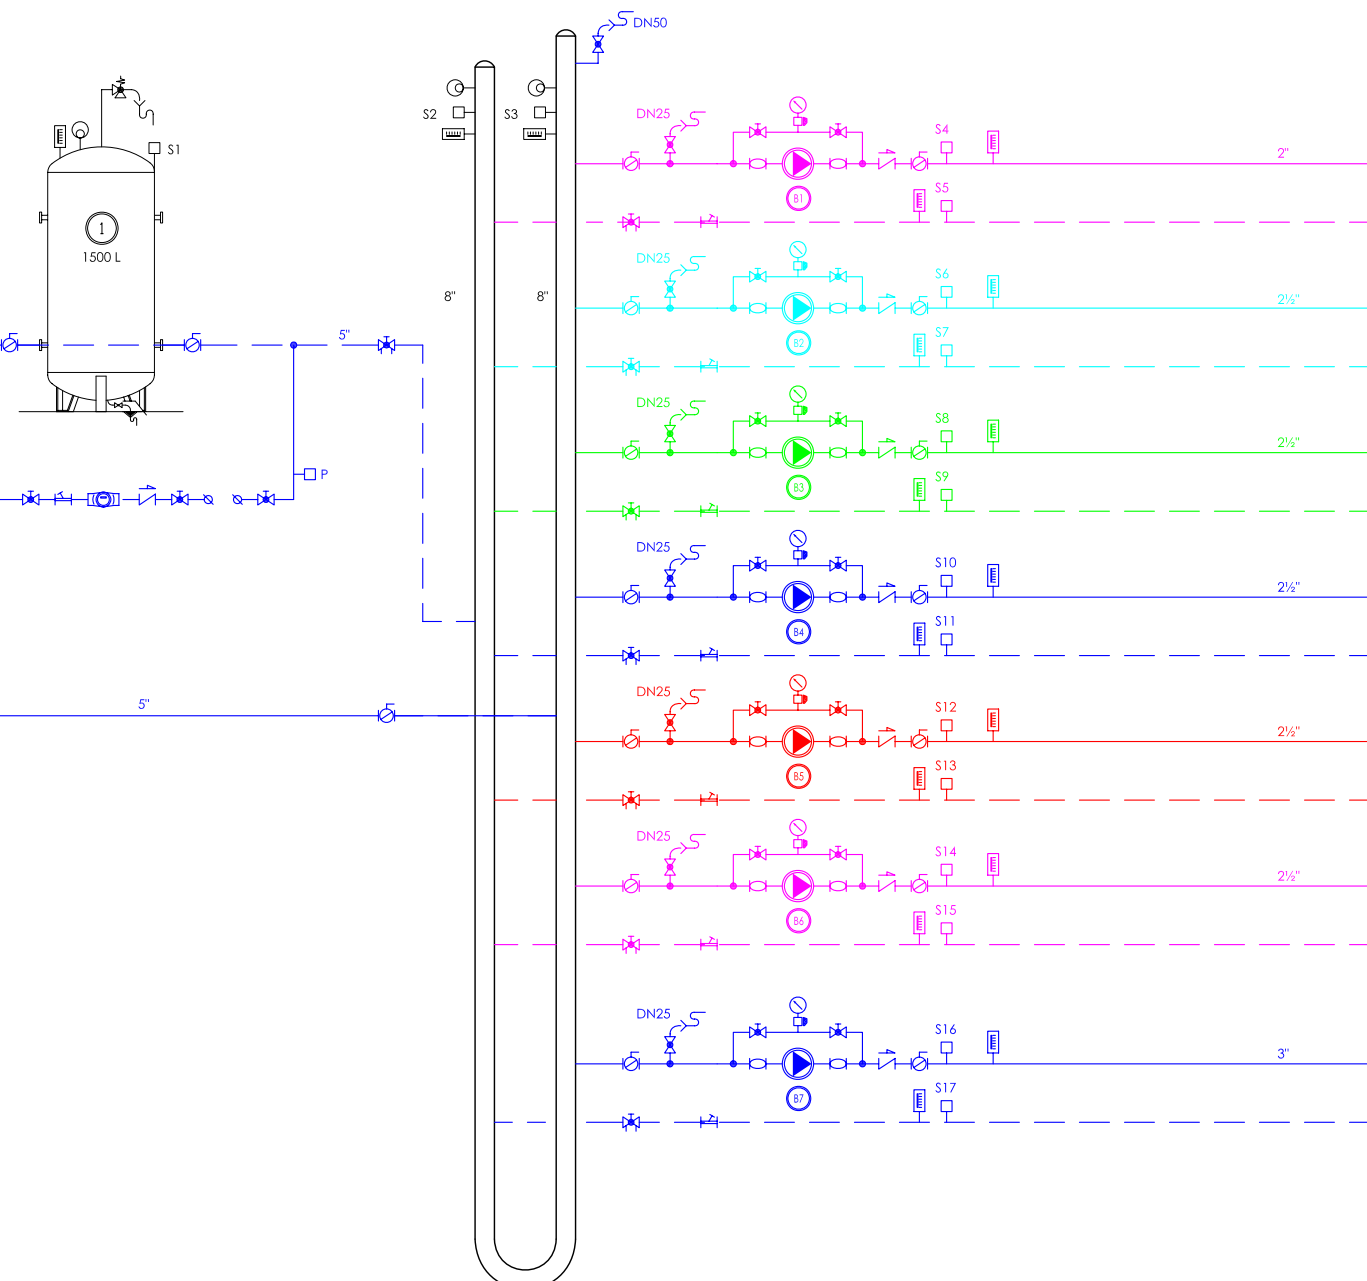 DN50
S2
S3
S1
1
1500 L
8"
8"
5"
P
5"
DN25
S4
2"
B1
S5
DN25
S6
2½"
B2
S7
DN25
S8
2½"
B3
S9
DN25
S10
2½"
B4
S11
DN25
S12
2½"
B5
S13
DN25
S14
2½"
B6
S15
DN25
S16
3"
B7
S17